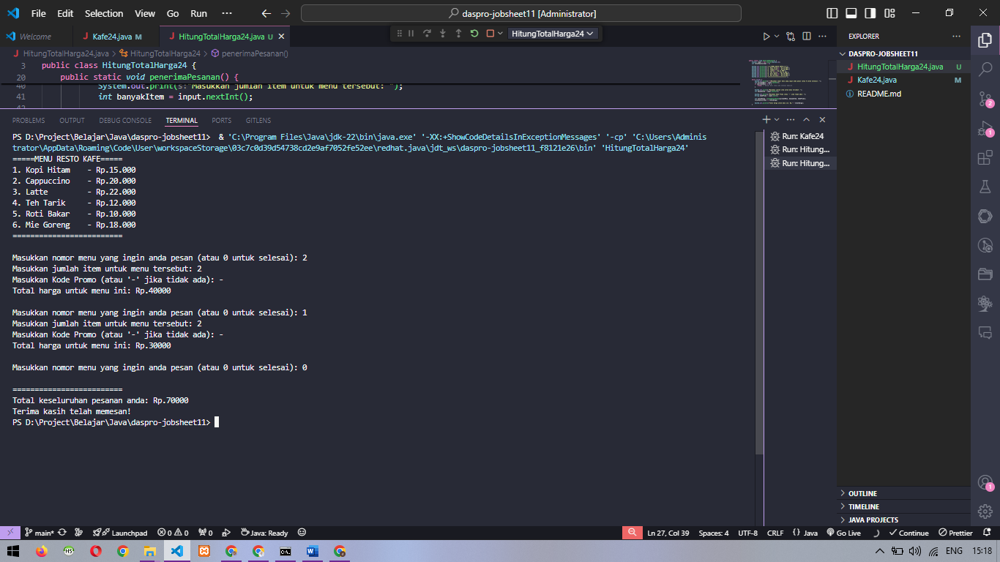 File Edit Selection View Go Run ··· daspro-jobsheet11 [Administrator]
Welcome Kafe24.java M HitungTotalHarga24.java U HitungTotalHarga24
HitungTotalHarga24.java > HitungTotalHarga24 > penerimaPesanan()
3 public class HitungTotalHarga24 {
20 public static void penerimaPesanan() {
40 System.out.print(s: "Masukkan jumlah item untuk menu tersebut: ");
41 int banyakItem = input.nextInt();
42
PROBLEMS OUTPUT DEBUG CONSOLE TERMINAL PORTS GITLENS
PS D:\Project\Belajar\Java\daspro-jobsheet11> & 'C:\Program Files\Java\jdk-22\bin\java.exe' '-XX:+ShowCodeDetailsInExceptionMessages' '-cp' 'C:\Users\Adminis
trator\AppData\Roaming\Code\User\workspaceStorage\03c7c0d39d54738cd2e9af7052fe52ee\redhat.java\jdt_ws\daspro-jobsheet11_f8121e26\bin' 'HitungTotalHarga24'
=====MENU RESTO KAFE=====
1. Kopi Hitam - Rp.15.000
2. Cappuccino - Rp.20.000
3. Latte - Rp.22.000
4. Teh Tarik - Rp.12.000
5. Roti Bakar - Rp.10.000
6. Mie Goreng - Rp.18.000
=========================
Masukkan nomor menu yang ingin anda pesan (atau 0 untuk selesai): 2
Masukkan jumlah item untuk menu tersebut: 2
Masukkan Kode Promo (atau '-' jika tidak ada): -
Total harga untuk menu ini: Rp.40000
Masukkan nomor menu yang ingin anda pesan (atau 0 untuk selesai): 1
Masukkan jumlah item untuk menu tersebut: 2
Masukkan Kode Promo (atau '-' jika tidak ada): -
Total harga untuk menu ini: Rp.30000
Masukkan nomor menu yang ingin anda pesan (atau 0 untuk selesai): 0
=========================
Total keseluruhan pesanan anda: Rp.70000
Terima kasih telah memesan!
PS D:\Project\Belajar\Java\daspro-jobsheet11>
Run: Kafe24
Run: Hitung...
Run: Hitung...
EXPLORER
DASPRO-JOBSHEET11
HitungTotalHarga24.java U
Kafe24.java M
README.md
2
1
1
OUTLINE
TIMELINE
JAVA PROJECTS
main* Launchpad 0 0 0 Java: Ready Ln 27, Col 39 Spaces: 4 UTF-8 CRLF {} Java Go Live Continue Prettier
HS C:\ W ENG 15:18